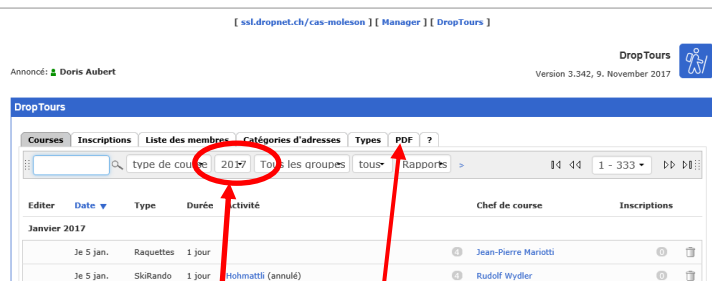 [ ssl.dropnet.ch/cas-moleson ] [ Manager ] [ DropTours ]
DropTours
Annoncé: Doris Aubert
Version 3.342, 9. November 2017
DropTours
Courses Inscriptions Liste des membres Catégories d'adresses Types PDF ?
type de course 2017 Tous les groupes tous Rapports > 1 - 333
Editer Date ▼ Type Durée Activité Chef de course Inscriptions
Janvier 2017
Je 5 jan. Raquettes 1 jour 4 Jean-Pierre Mariotti 0
Je 5 jan. SkiRando 1 jour Hohmattli (annulé) 4 Rudolf Wydler 0